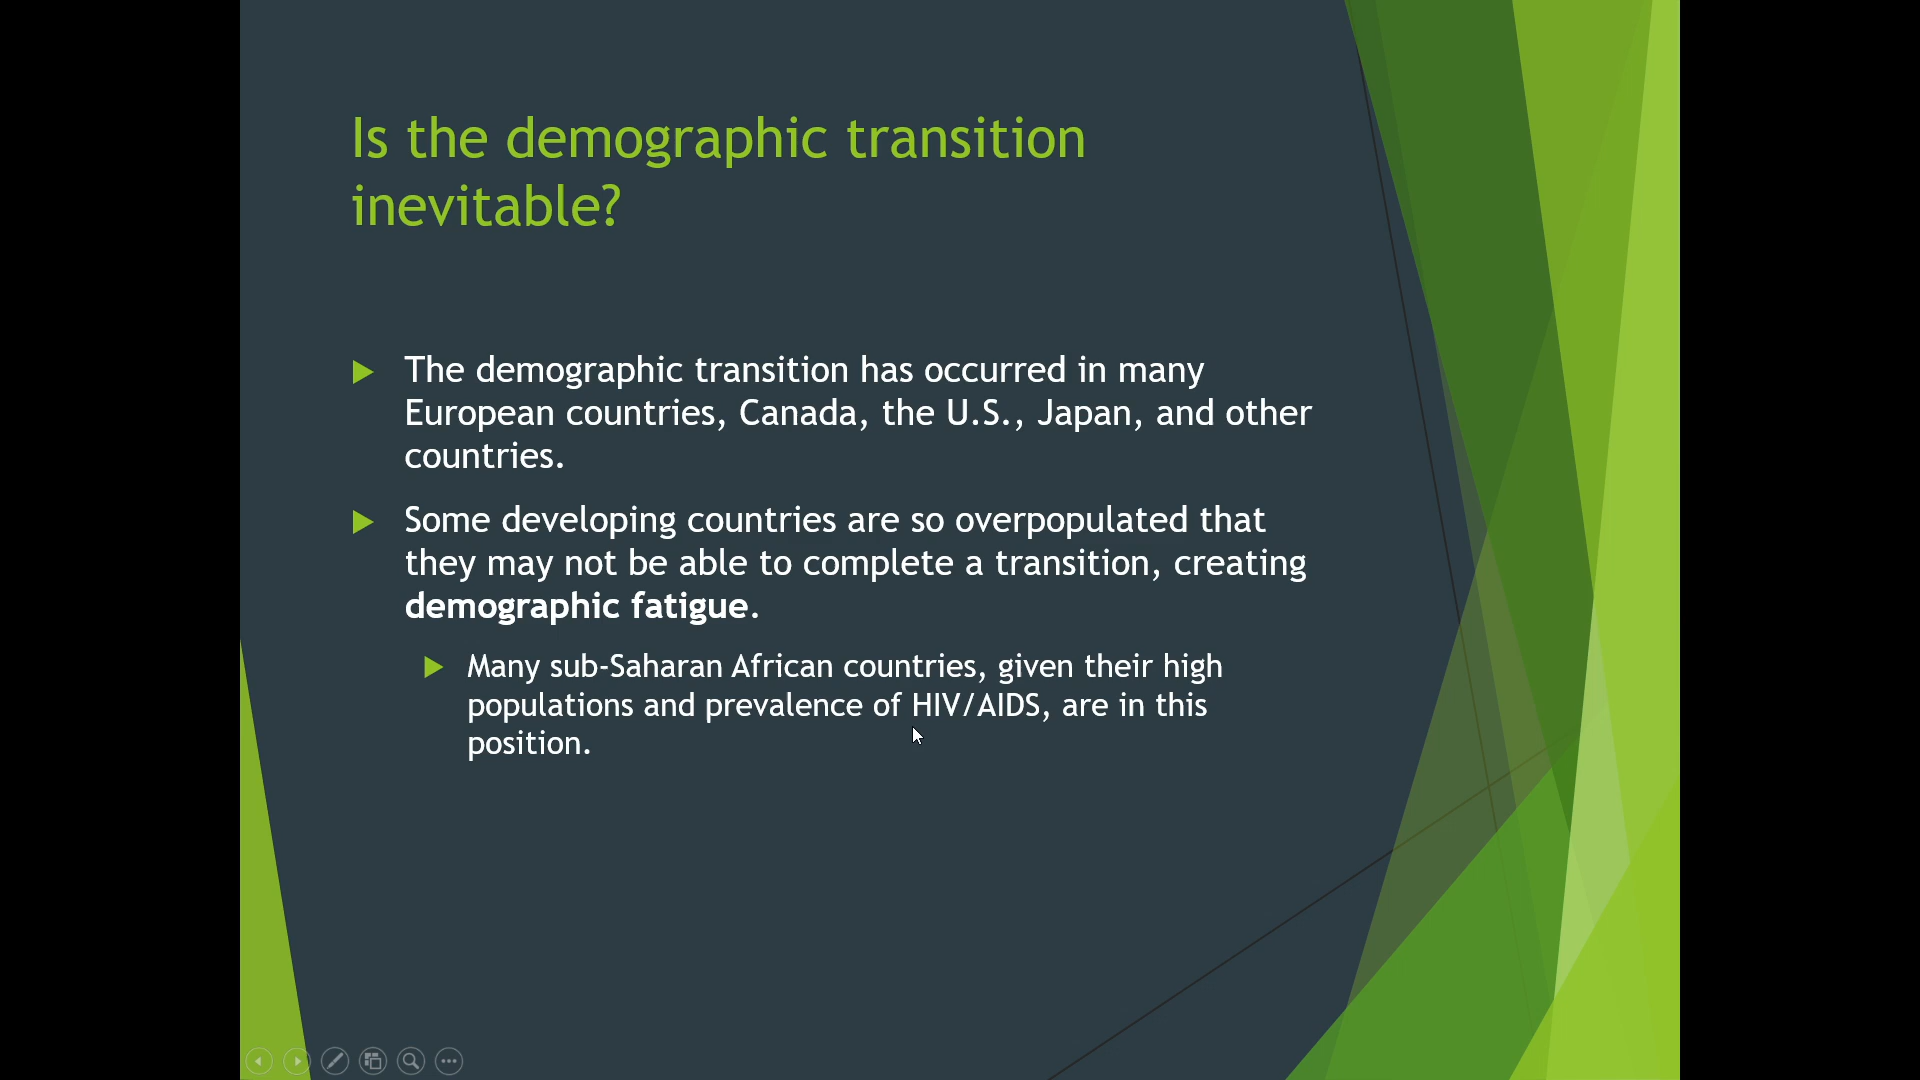 Is the demographic transition
inevitable?
The demographic transition has occurred in many
European countries, Canada, the U.S., Japan, and other
countries.
Some developing countries are so overpopulated that
they may not be able to complete a transition, creating
demographic fatigue.
Many sub-Saharan African countries, given their high
populations and prevalence of HIV/AIDS, are in this
position.